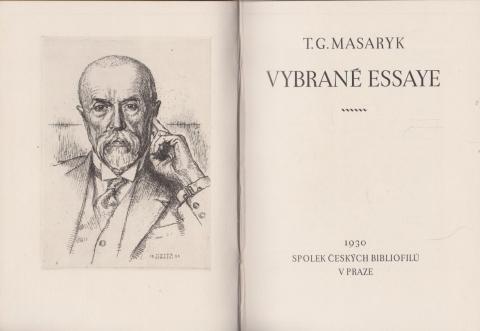 T. G. MASARYK
VYBRANÉ ESSAYE
1930
SPOLEK ČESKÝCH BIBLIOFILŮ
V PRAZE